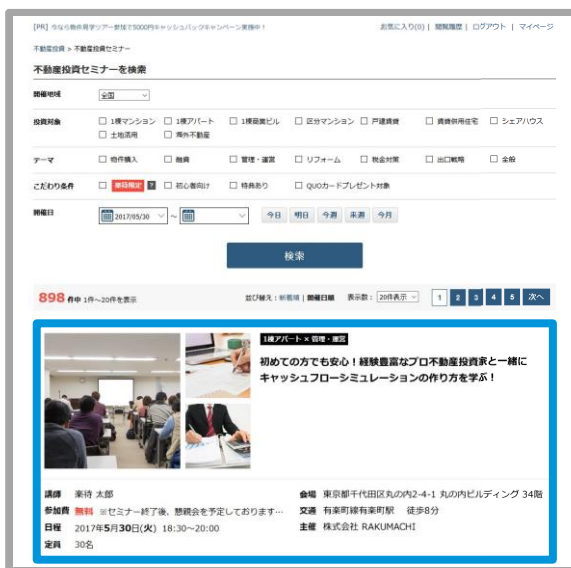 [PR] 今なら物件見学ツアー参加で5000円キャッシュバックキャンペーン実施中！ お気に入り(0) | 閲覧履歴 | ログアウト | マイページ
不動産投資 > 不動産投資セミナー
不動産投資セミナーを検索
開催地域 全国
投資対象 1棟マンション 1棟アパート 1棟商業ビル 区分マンション 戸建賃貸 賃貸併用住宅 シェアハウス
土地活用 海外不動産
テーマ 物件購入 融資 管理・運営 リフォーム 税金対策 出口戦略 全般
こだわり条件 楽待限定 ? 初心者向け 特典あり QUOカードプレゼント対象
開催日 2017/05/30 ～ 今日 明日 今週 来週 今月
検索
898 件中 1件～20件を表示 並び替え：新着順 | 開催日順 表示数： 20件表示 1 2 3 4 5 次へ
1棟アパート × 管理・運営
初めての方でも安心！経験豊富なプロ不動産投資家と一緒に
キャッシュフローシミュレーションの作り方を学ぶ！
講師 楽待 太郎 会場 東京都千代田区丸の内2-4-1 丸の内ビルディング 34階
参加費 無料 ※セミナー終了後、懇親会を予定しております… 交通 有楽町線有楽町駅 徒歩8分
日程 2017年5月30日(火) 18:30～20:00 主催 株式会社 RAKUMACHI
定員 30名